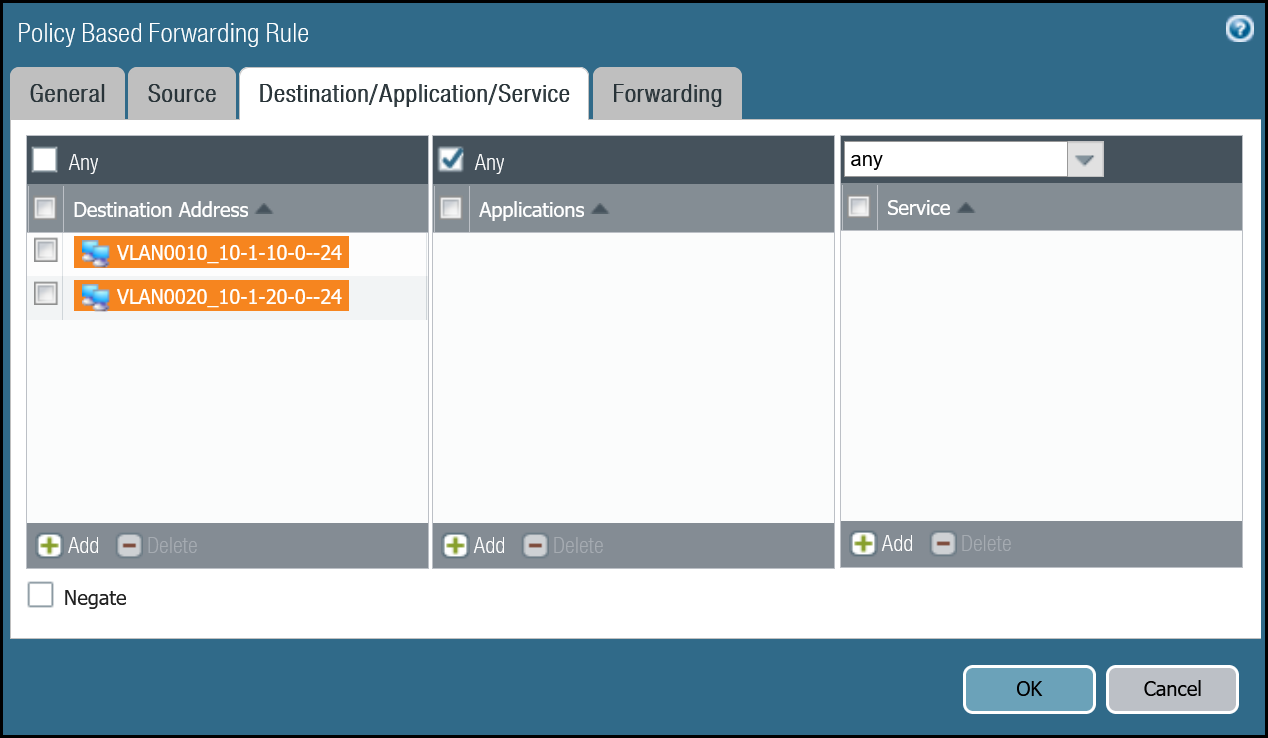 Policy Based Forwarding Rule
?
General Source Destination/Application/Service Forwarding
Any
Destination Address
VLAN0010_10-1-10-0--24
VLAN0020_10-1-20-0--24
Add Delete
Negate
Any
Applications
Add Delete
any
Service
Add Delete
OK Cancel